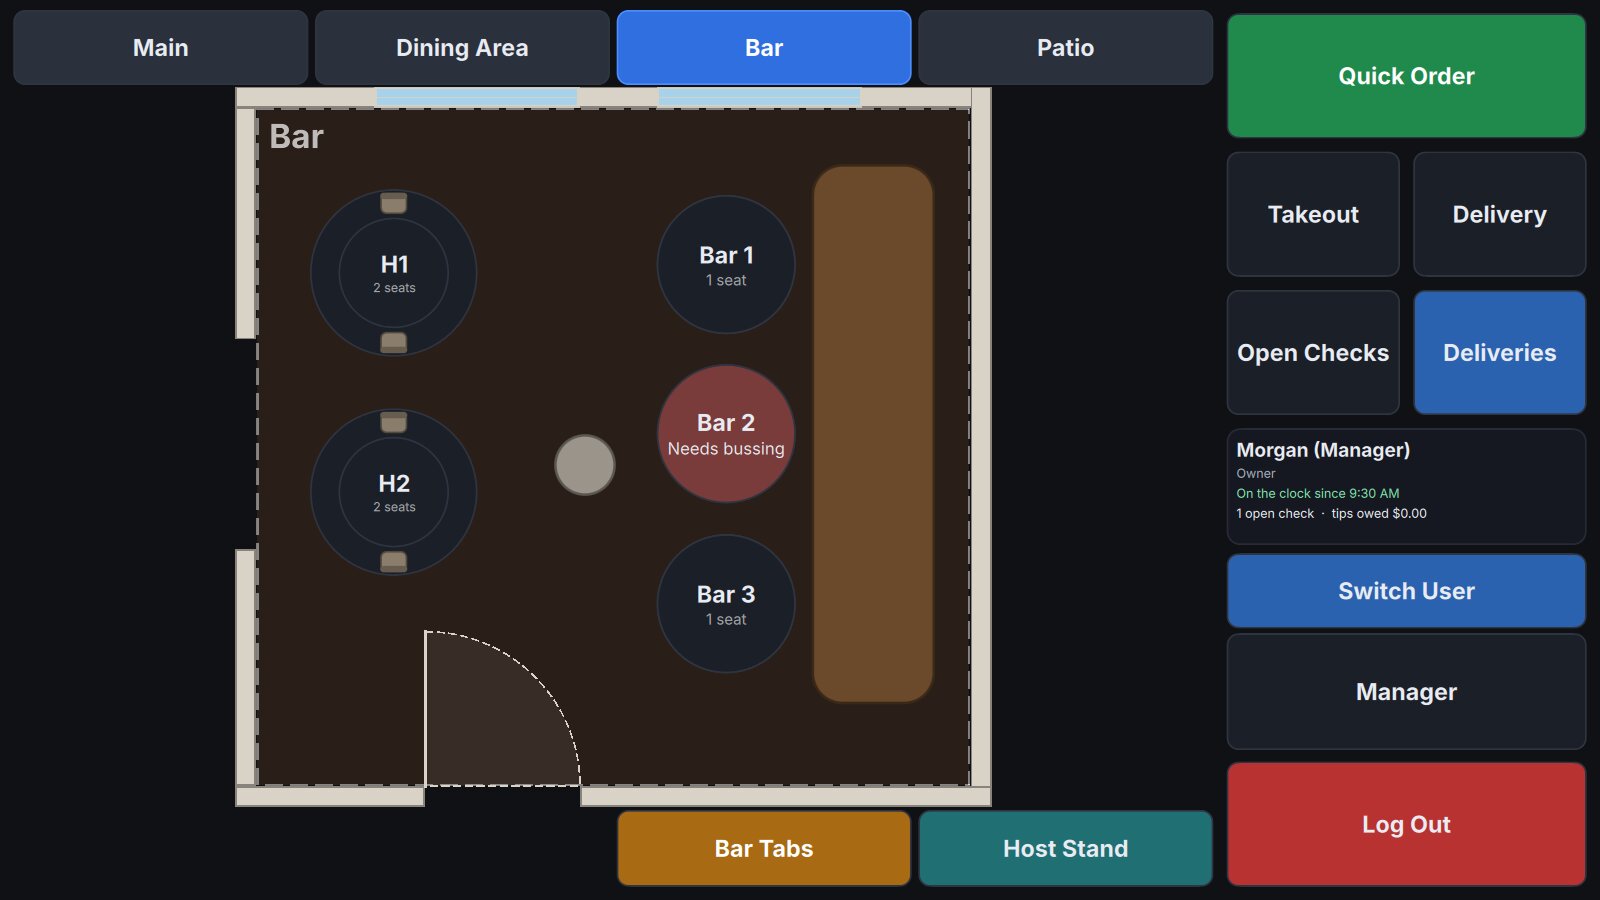 Main
Dining Area
Bar
Patio
Quick Order
Bar
Takeout
Delivery
H1
2 seats
Bar 1
1 seat
Open Checks
Deliveries
Bar 2
Needs bussing
H2
2 seats
Morgan (Manager)
Owner
On the clock since 9:30 AM
1 open check · tips owed $0.00
Bar 3
1 seat
Switch User
Manager
Bar Tabs
Host Stand
Log Out